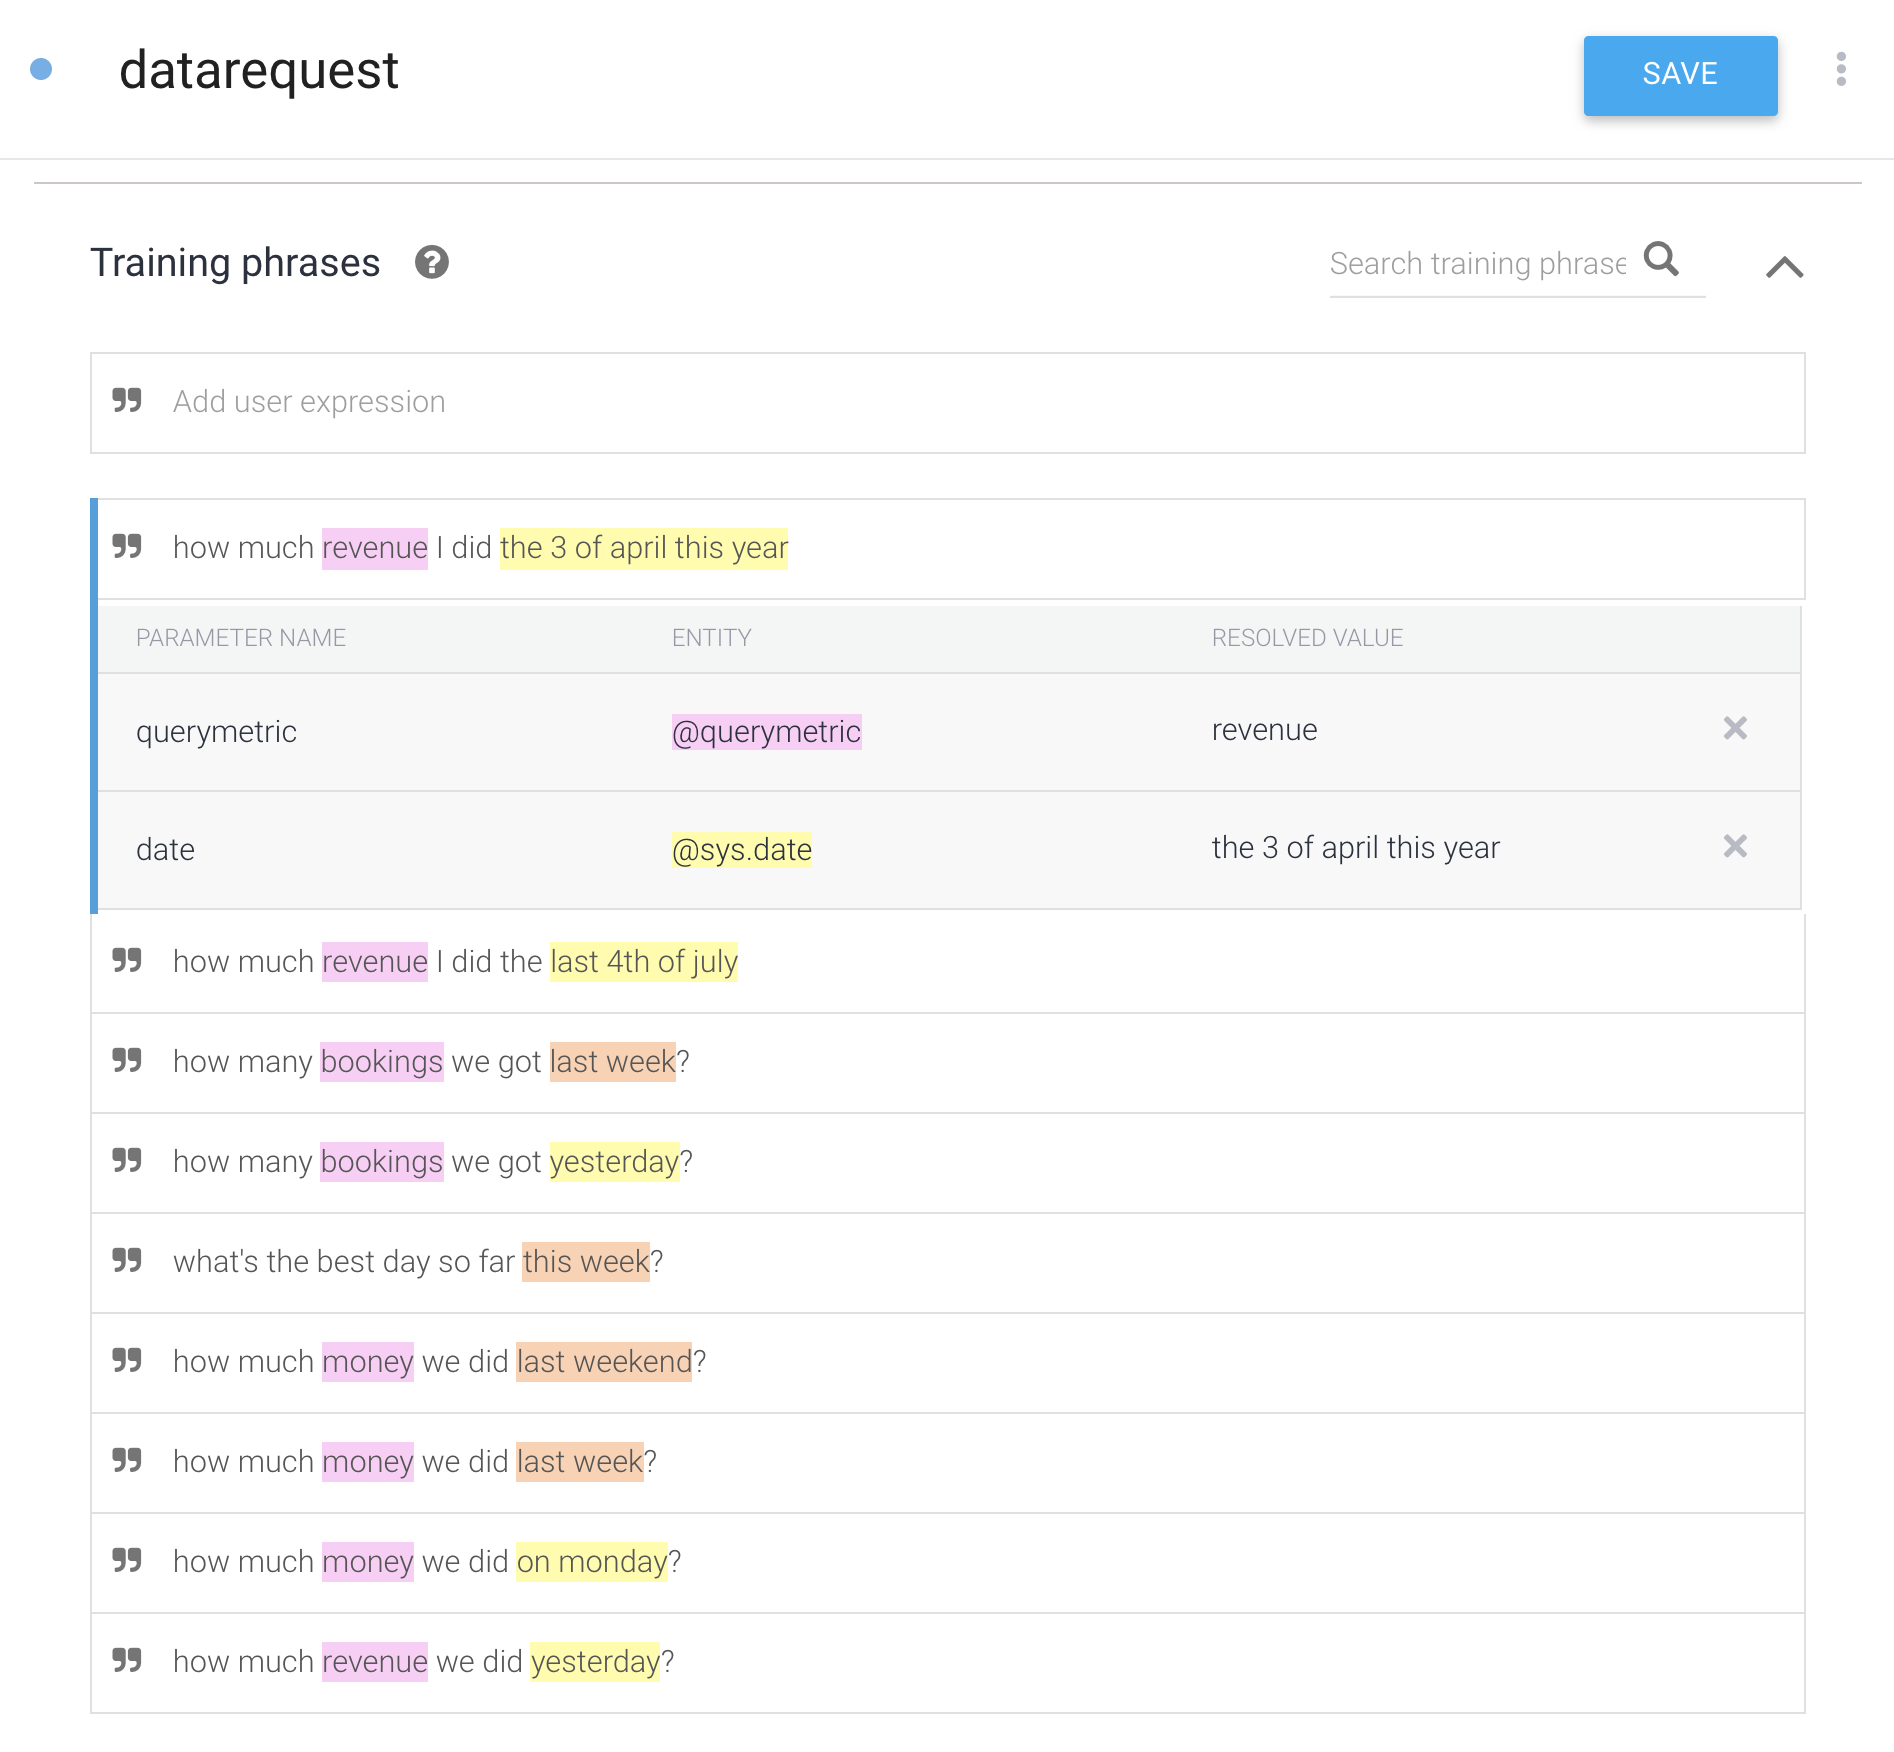 datarequest
SAVE
Training phrases
Search training phrase
Add user expression
how much revenue I did the 3 of april this year
PARAMETER NAME ENTITY RESOLVED VALUE
querymetric @querymetric revenue
date @sys.date the 3 of april this year
how much revenue I did the last 4th of july
how many bookings we got last week?
how many bookings we got yesterday?
what's the best day so far this week?
how much money we did last weekend?
how much money we did last week?
how much money we did on monday?
how much revenue we did yesterday?